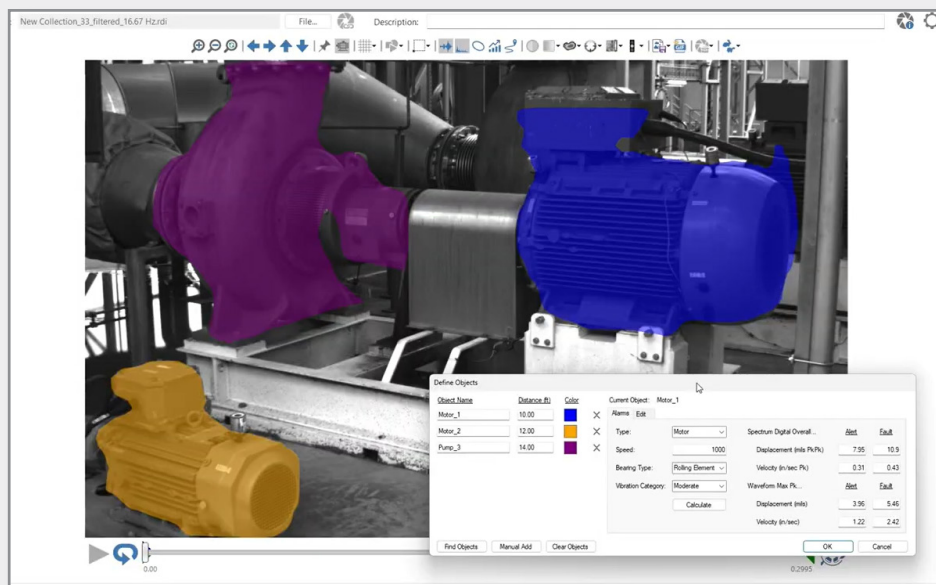 New Collection_33_filtered_16.67 Hz.rdi
File...
Description:
Define Objects
Object Name Distance (ft) Color
Motor_1 10.00 X
Motor_2 12.00 X
Pump_3 14.00 X
Current Object: Motor_1
Alarms Edit
Type: Motor
Speed: 1000
Bearing Type: Rolling Element
Vibration Category: Moderate
Calculate
Spectrum Digital Overall... Alert Fault
Displacement (mils PkPk) 7.95 10.9
Velocity (in/sec Pk) 0.31 0.43
Waveform Max Pk... Alert Fault
Displacement (mils) 3.96 5.46
Velocity (in/sec) 1.22 2.42
Find Objects Manual Add Clear Objects OK Cancel
0.00 0.2995